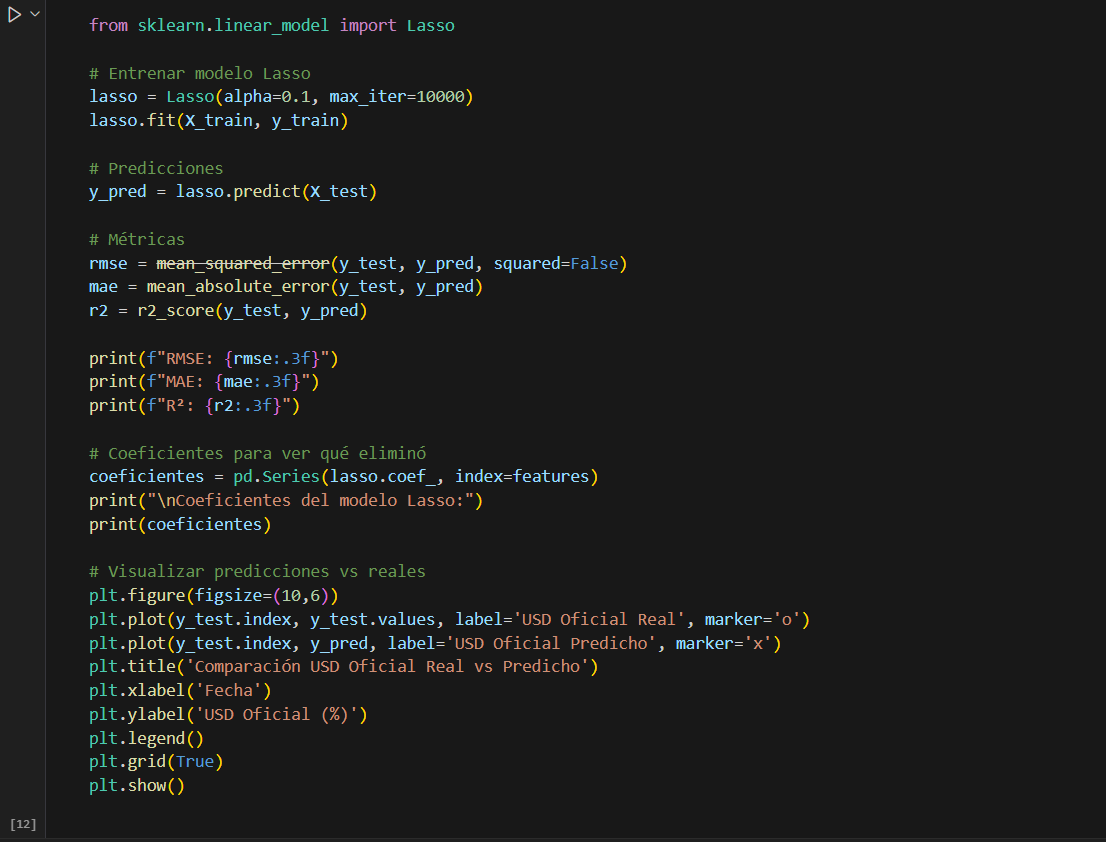 from sklearn.linear_model import Lasso
# Entrenar modelo Lasso
lasso = Lasso(alpha=0.1, max_iter=10000)
lasso.fit(X_train, y_train)
# Predicciones
y_pred = lasso.predict(X_test)
# Métricas
rmse = mean_squared_error(y_test, y_pred, squared=False)
mae = mean_absolute_error(y_test, y_pred)
r2 = r2_score(y_test, y_pred)
print(f"RMSE: {rmse:.3f}")
print(f"MAE: {mae:.3f}")
print(f"R²: {r2:.3f}")
# Coeficientes para ver qué eliminó
coeficientes = pd.Series(lasso.coef_, index=features)
print("\nCoeficientes del modelo Lasso:")
print(coeficientes)
# Visualizar predicciones vs reales
plt.figure(figsize=(10,6))
plt.plot(y_test.index, y_test.values, label='USD Oficial Real', marker='o')
plt.plot(y_test.index, y_pred, label='USD Oficial Predicho', marker='x')
plt.title('Comparación USD Oficial Real vs Predicho')
plt.xlabel('Fecha')
plt.ylabel('USD Oficial (%)')
plt.legend()
plt.grid(True)
plt.show()
[12]